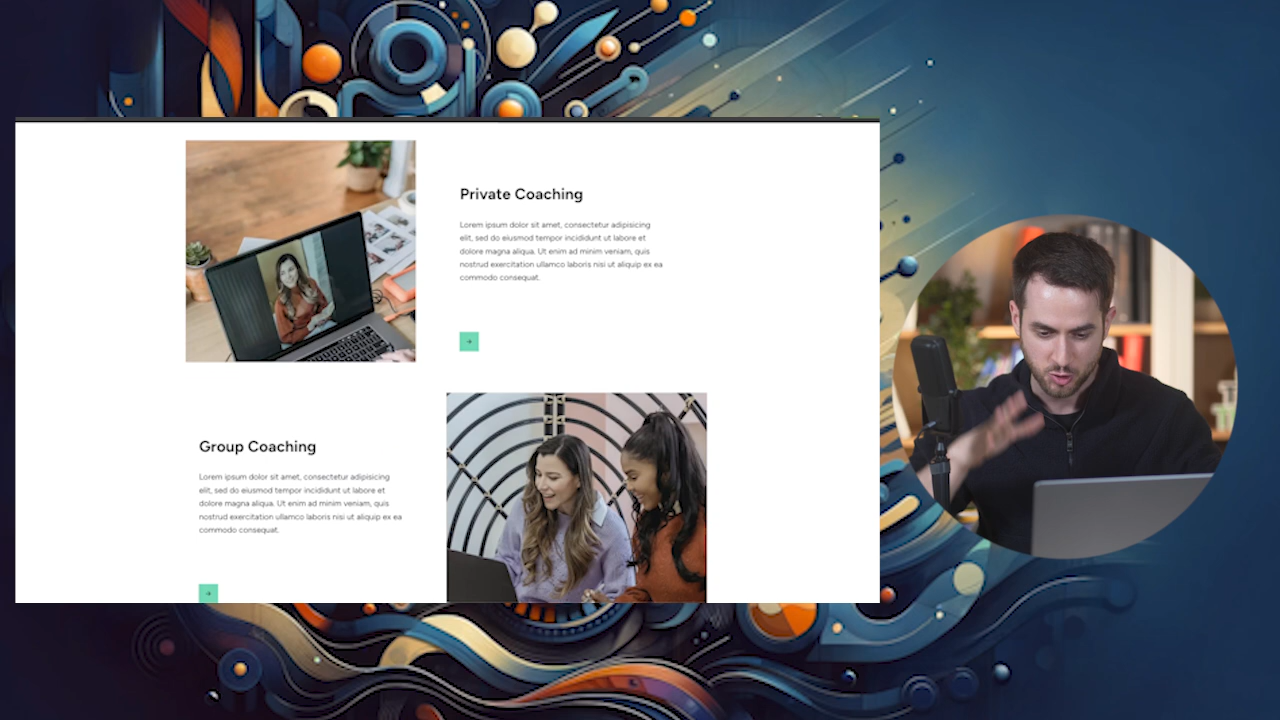 Private Coaching
Lorem ipsum dolor sit amet, consectetur adipisicing
elit, sed do eiusmod tempor incididunt ut labore et
dolore magna aliqua. Ut enim ad minim veniam, quis
nostrud exercitation ullamco laboris nisi ut aliquip ex ea
commodo consequat.
Group Coaching
Lorem ipsum dolor sit amet, consectetur adipisicing
elit, sed do eiusmod tempor incididunt ut labore et
dolore magna aliqua. Ut enim ad minim veniam, quis
nostrud exercitation ullamco laboris nisi ut aliquip ex ea
commodo consequat.